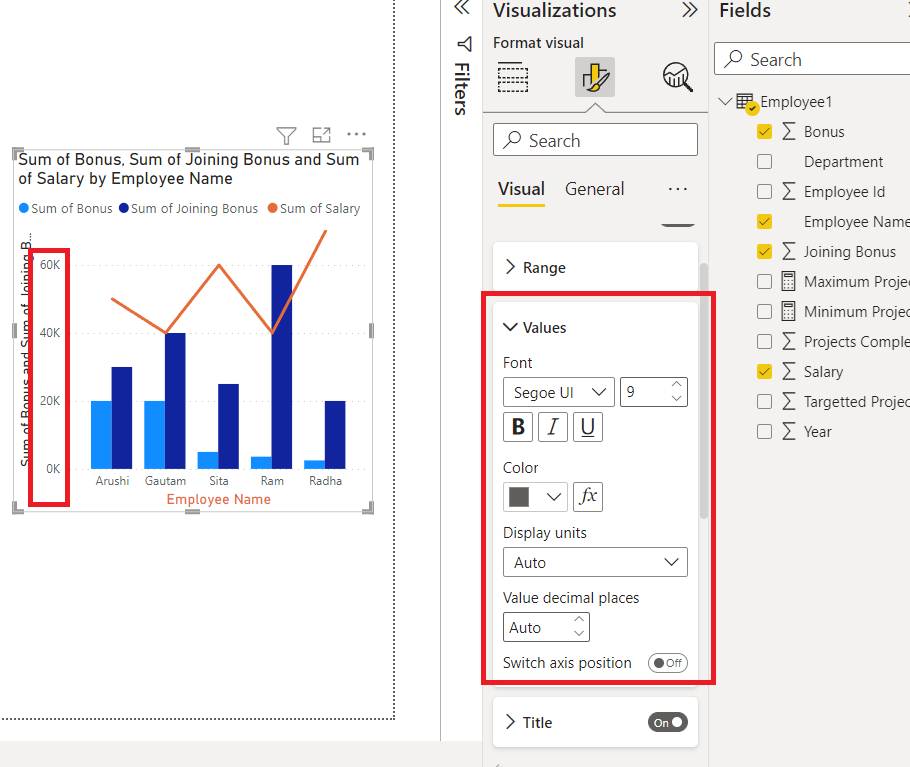 Visualizations
Format visual
Filters
Search
Visual
General
Range
Values
Font
Segoe UI
9
B
I
U
Color
fx
Display units
Auto
Value decimal places
Auto
Switch axis position
Off
Title
On
Fields
Search
Employee1
Bonus
Department
Employee Id
Employee Name
Joining Bonus
Maximum Projec
Minimum Projec
Projects Comple
Salary
Targetted Projec
Year
Sum of Bonus, Sum of Joining Bonus and Sum
of Salary by Employee Name
Sum of Bonus
Sum of Joining Bonus
Sum of Salary
Sum of Bonus and Sum of Joining B...
60K
40K
20K
0K
Arushi
Gautam
Sita
Ram
Radha
Employee Name